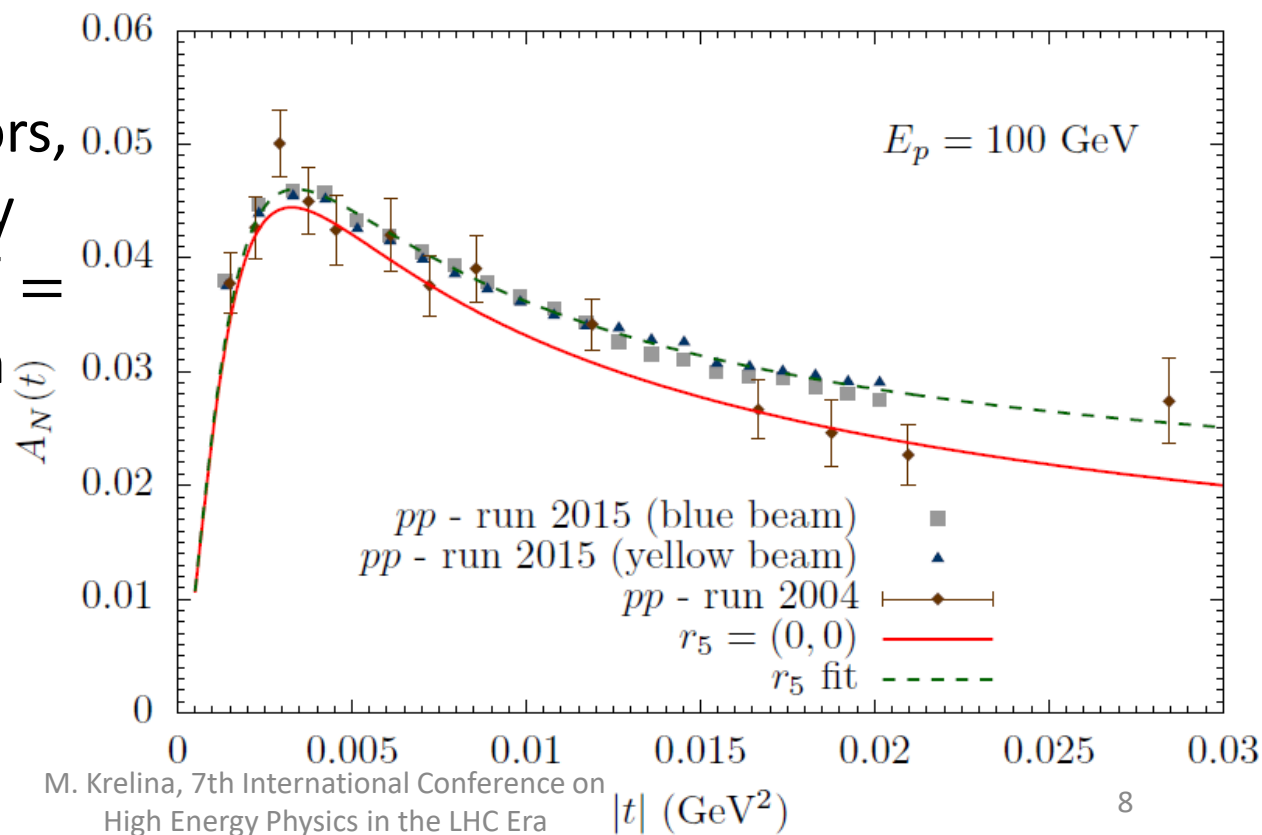 0.06
ors,
0.05
y
0.04
=
0.03
0.02
0.01
0
A_N(t)
E_p = 100 GeV
pp - run 2015 (blue beam)
pp - run 2015 (yellow beam)
pp - run 2004
r_5 = (0, 0)
r_5 fit
0 0.005 0.01 0.015 0.02 0.025 0.03
|t| (GeV²)
M. Krelina, 7th International Conference on
High Energy Physics in the LHC Era
8